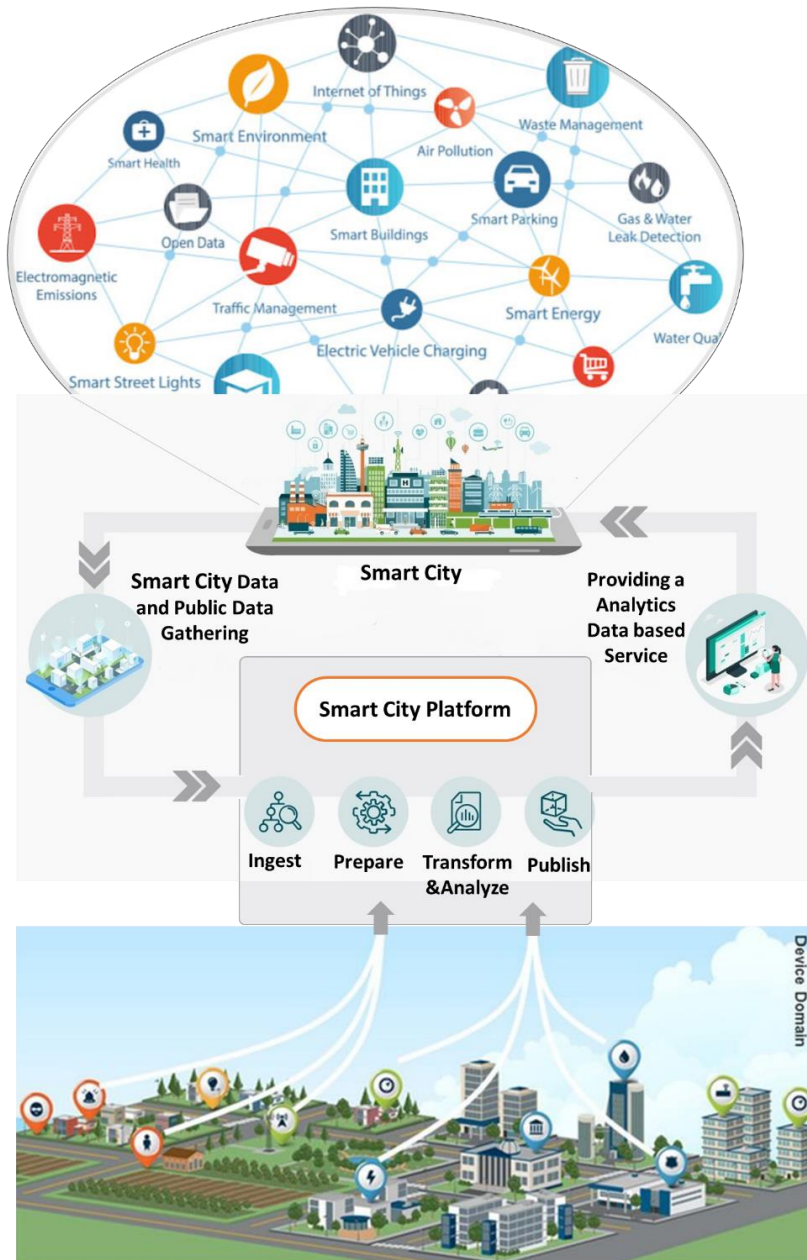 Internet of Things
Smart Environment
Air Pollution
Waste Management
Smart Health
Open Data
Smart Buildings
Smart Parking
Gas & Water
Leak Detection
Electromagnetic
Emissions
Traffic Management
Smart Energy
Electric Vehicle Charging
Water Qual
Smart Street Lights
H
Smart City
Smart City Data
and Public Data
Gathering
Providing a
Analytics
Data based
Service
Smart City Platform
Ingest
Prepare
Transform
&Analyze
Publish
Device Domain